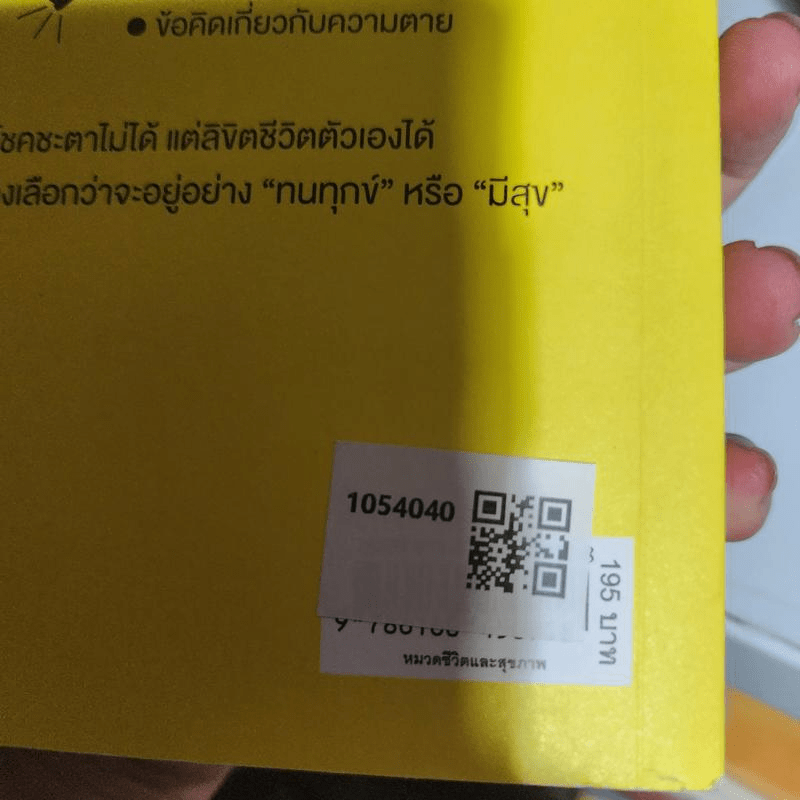 ● ข้อคิดเกี่ยวกับความตาย
โชคชะตาไม่ได้ แต่ลิขิตชีวิตตัวเองได้
เลือกว่าจะอยู่อย่าง “ทนทุกข์” หรือ “มีสุข”
1054040
195 บาท
หมวดชีวิตและสุขภาพ